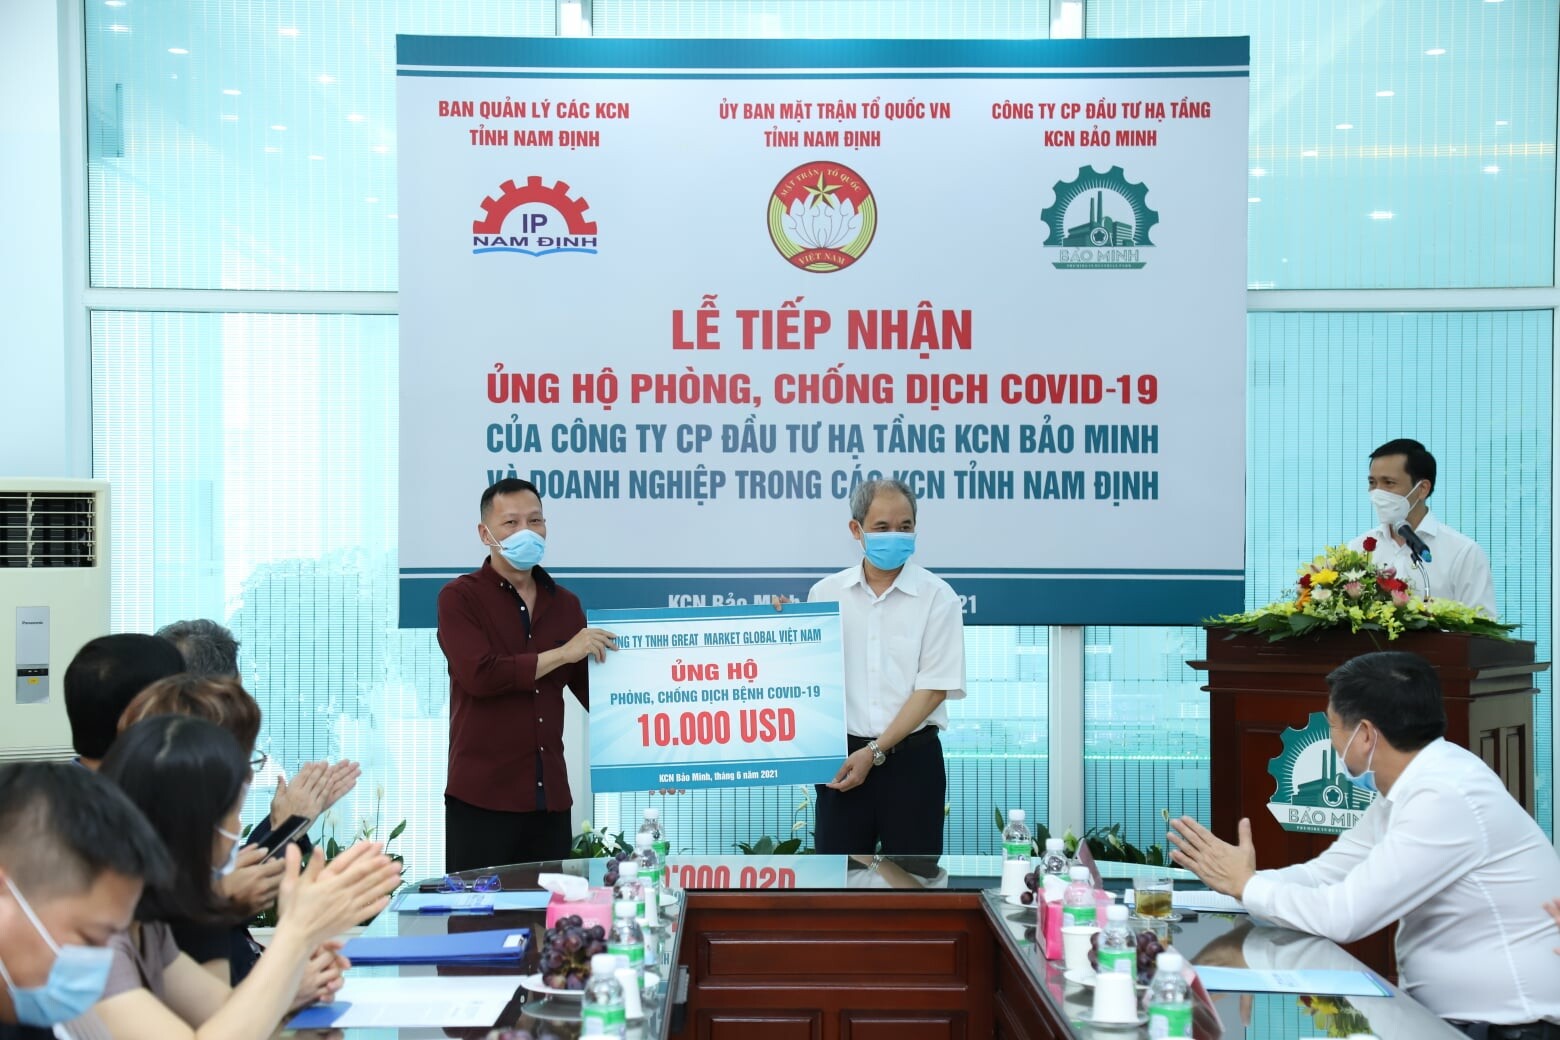 BAN QUẢN LÝ CÁC KCN
TỈNH NAM ĐỊNH
ỦY BAN MẶT TRẬN TỔ QUỐC VN
TỈNH NAM ĐỊNH
CÔNG TY CP ĐẦU TƯ HẠ TẦNG
KCN BẢO MINH
IP
NAM ĐỊNH
MẶT TRẬN TỔ QUỐC
VIỆT NAM
BẢO MINH
LỄ TIẾP NHẬN
ỦNG HỘ PHÒNG, CHỐNG DỊCH COVID-19
CỦA CÔNG TY CP ĐẦU TƯ HẠ TẦNG KCN BẢO MINH
VÀ DOANH NGHIỆP TRONG CÁC KCN TỈNH NAM ĐỊNH
KCN Bảo Minh
TY TNHH GREAT MARKET GLOBAL VIỆT NAM
ỦNG HỘ
PHÒNG, CHỐNG DỊCH BỆNH COVID-19
10.000 USD
KCN Bảo Minh, tháng 6 năm 2021
Panasonic
BẢO MINH